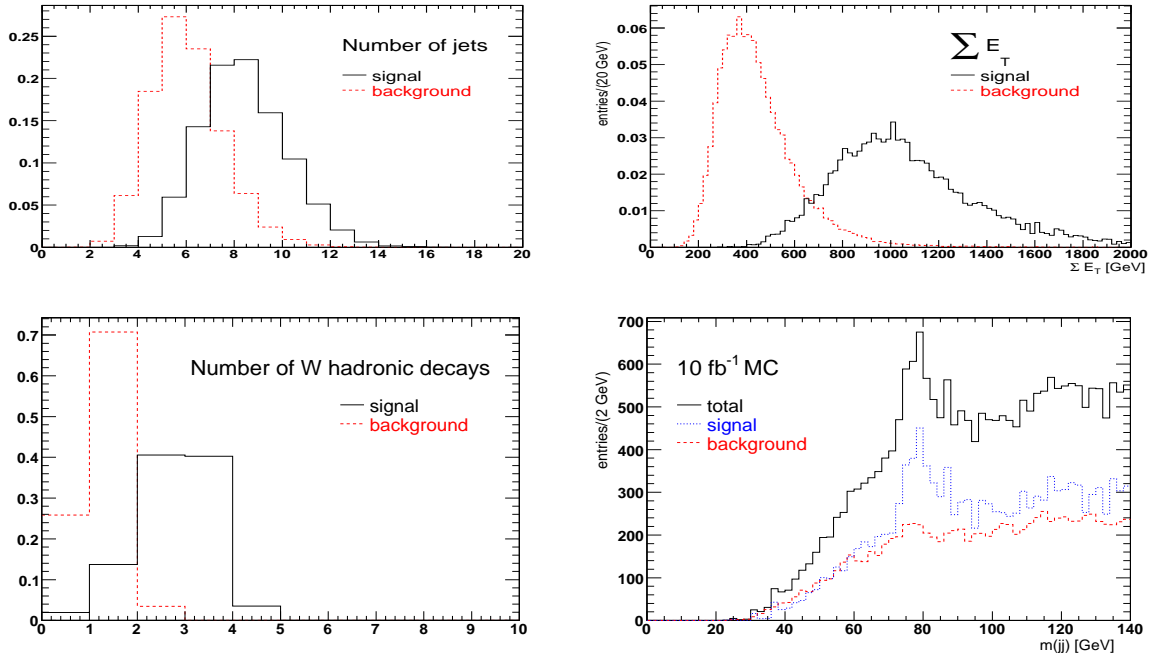 Number of jets
signal
background
0.25
0.2
0.15
0.1
0.05
0
0 2 4 6 8 10 12 14 16 18 20
∑ E_T
signal
background
entries/(20 GeV)
0.06
0.05
0.04
0.03
0.02
0.01
0
0 200 400 600 800 1000 1200 1400 1600 1800 2000
Σ E_T [GeV]
Number of W hadronic decays
signal
background
0.7
0.6
0.5
0.4
0.3
0.2
0.1
0
0 1 2 3 4 5 6 7 8 9 10
10 fb⁻¹ MC
total
signal
background
entries/(2 GeV)
700
600
500
400
300
200
100
0
0 20 40 60 80 100 120 140
m(jj) [GeV]